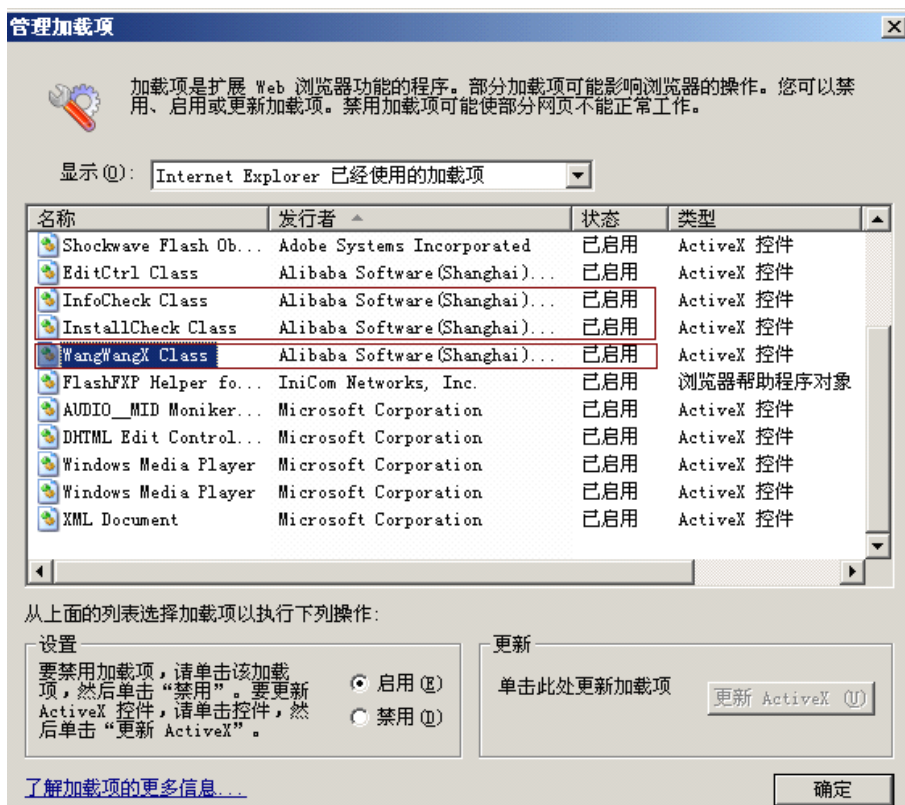 管理加载项
加载项是扩展 Web 浏览器功能的程序。部分加载项可能影响浏览器的操作。您可以禁
用、启用或更新加载项。禁用加载项可能使部分网页不能正常工作。
显示(O): Internet Explorer 已经使用的加载项
名称 发行者 状态 类型
Shockwave Flash Ob... Adobe Systems Incorporated 已启用 ActiveX 控件
EditCtrl Class Alibaba Software(Shanghai)... 已启用 ActiveX 控件
InfoCheck Class Alibaba Software(Shanghai)... 已启用 ActiveX 控件
InstallCheck Class Alibaba Software(Shanghai)... 已启用 ActiveX 控件
WangWangX Class Alibaba Software(Shanghai)... 已启用 ActiveX 控件
FlashFXP Helper fo... IniCom Networks, Inc. 已启用 浏览器帮助程序对象
AUDIO__MID Moniker... Microsoft Corporation 已启用 ActiveX 控件
DHTML Edit Control... Microsoft Corporation 已启用 ActiveX 控件
Windows Media Player Microsoft Corporation 已启用 ActiveX 控件
Windows Media Player Microsoft Corporation 已启用 ActiveX 控件
XML Document Microsoft Corporation 已启用 ActiveX 控件
从上面的列表选择加载项以执行下列操作:
设置
要禁用加载项，请单击该加载
项，然后单击“禁用”。要更新
ActiveX 控件，请单击控件，然
后单击“更新 ActiveX”。
启用(E)
禁用(D)
更新
单击此处更新加载项
更新 ActiveX (U)
了解加载项的更多信息...
确定